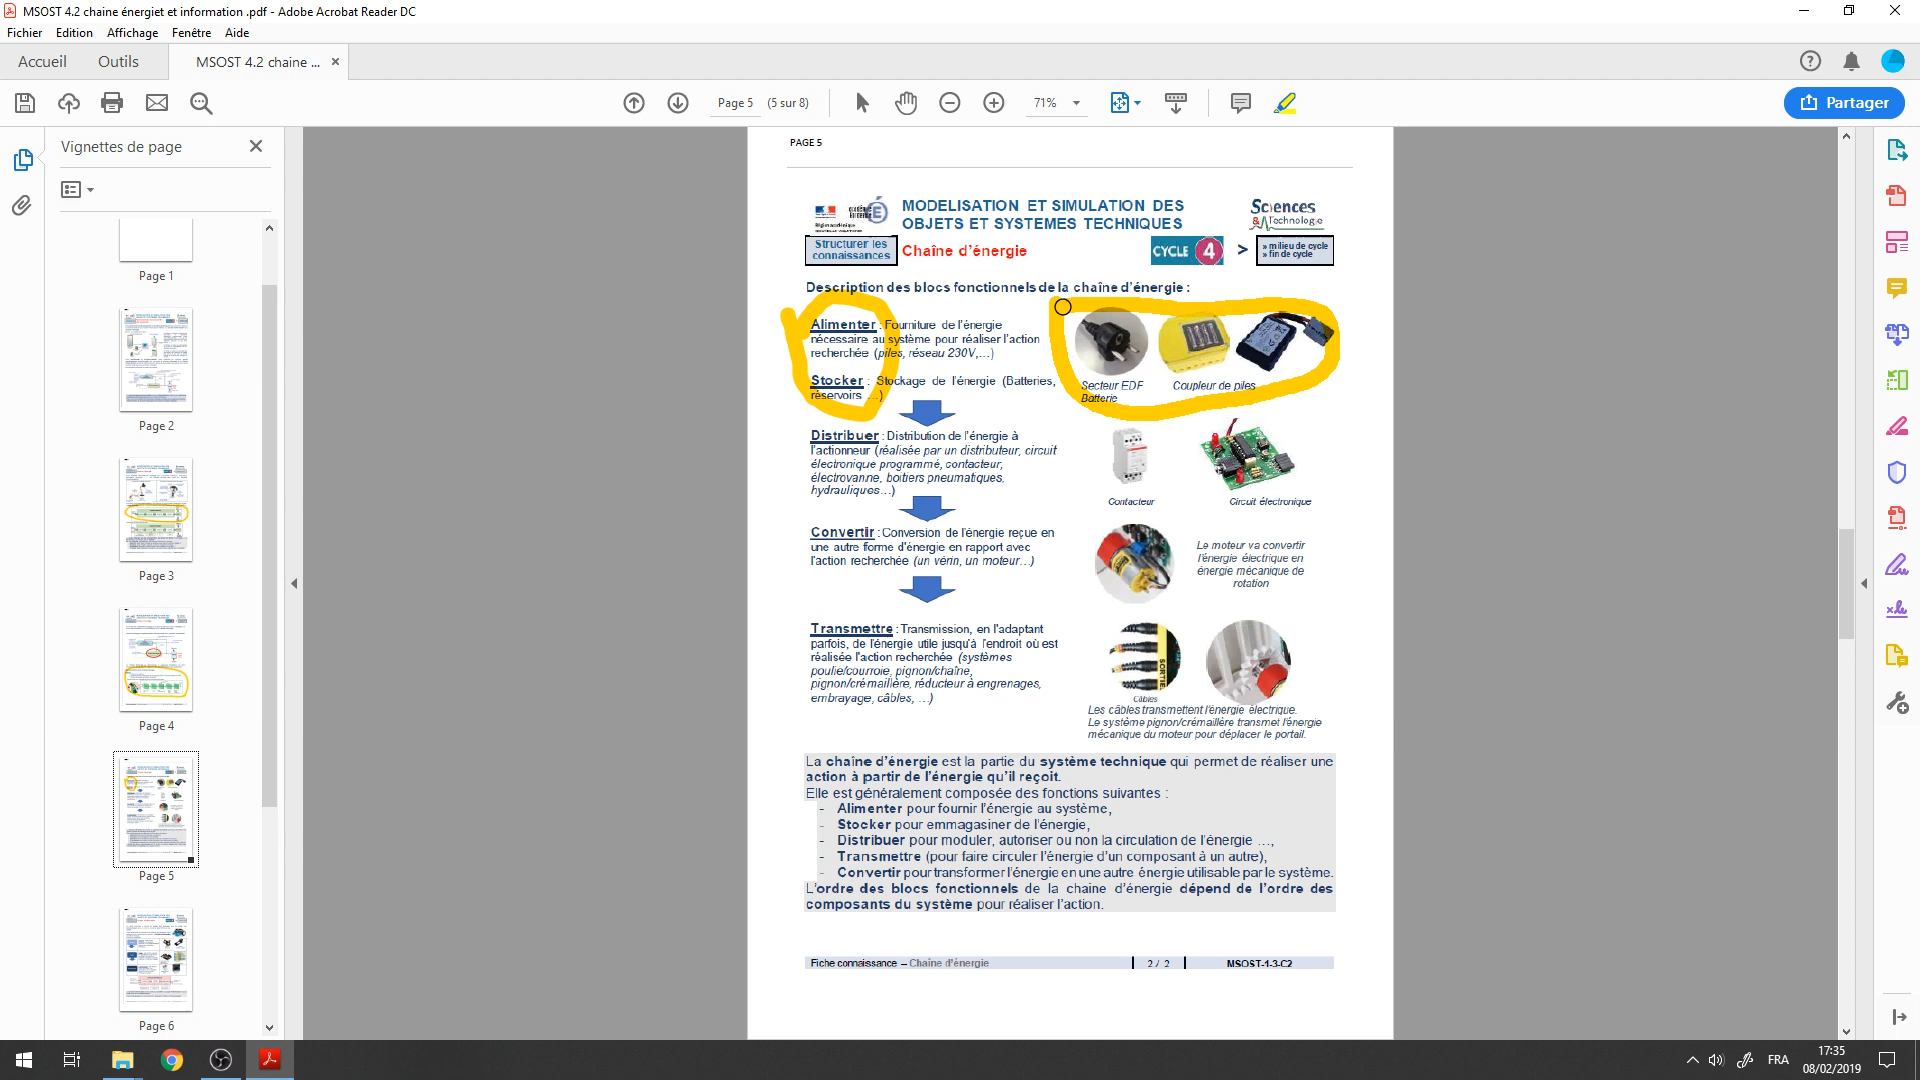 MSOST 4.2 chaine énergiet et information .pdf - Adobe Acrobat Reader DC
Fichier Edition Affichage Fenêtre Aide
Accueil Outils MSOST 4.2 chaine ...
Page 5 (5 sur 8) 71% Partager
Vignettes de page
Page 1
Page 2
Page 3
Page 4
Page 5
Page 6
PAGE 5
MODELISATION ET SIMULATION DES
OBJETS ET SYSTEMES TECHNIQUES
Sciences
& Technologie
Structurer les
connaissances
Chaîne d'énergie
CYCLE 4 >
» milieu de cycle
» fin de cycle
Description des blocs fonctionnels de la chaîne d'énergie :
Alimenter : Fourniture de l'énergie
nécessaire au système pour réaliser l'action
recherchée (piles, réseau 230V,...)
Stocker : Stockage de l'énergie (Batteries,
réservoirs ...)
Secteur EDF Coupleur de piles
Batterie
Distribuer : Distribution de l'énergie à
l'actionneur (réalisée par un distributeur, circuit
électronique programmé, contacteur,
électrovanne, boitiers pneumatiques,
hydrauliques...)
Contacteur Circuit électronique
Convertir : Conversion de l'énergie reçue en
une autre forme d'énergie en rapport avec
l'action recherchée (un vérin, un moteur...)
Le moteur va convertir
l'énergie électrique en
énergie mécanique de
rotation
Transmettre : Transmission, en l'adaptant
parfois, de l'énergie utile jusqu'à l'endroit où est
réalisée l'action recherchée (systèmes
poulie/courroie, pignon/chaîne,
pignon/crémaillère, réducteur à engrenages,
embrayage, câbles, ...)
SORTIE
Câbles
Les câbles transmettent l'énergie électrique.
Le système pignon/crémaillère transmet l'énergie
mécanique du moteur pour déplacer le portail.
La chaîne d'énergie est la partie du système technique qui permet de réaliser une
action à partir de l'énergie qu'il reçoit.
Elle est généralement composée des fonctions suivantes :
- Alimenter pour fournir l'énergie au système,
- Stocker pour emmagasiner de l'énergie,
- Distribuer pour moduler, autoriser ou non la circulation de l'énergie ...,
- Transmettre (pour faire circuler l'énergie d'un composant à un autre),
- Convertir pour transformer l'énergie en une autre énergie utilisable par le système.
L'ordre des blocs fonctionnels de la chaine d'énergie dépend de l'ordre des
composants du système pour réaliser l'action.
Fiche connaissance – Chaine d'énergie 2 / 2 MSOST-1-3-C2
FRA
17:35
08/02/2019